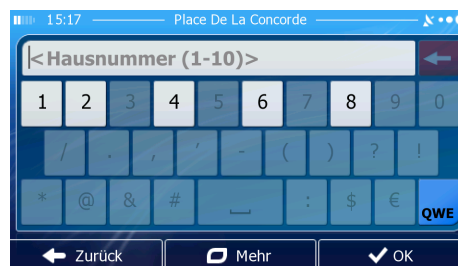 15:17 Place De La Concorde
<Hausnummer (1-10)>
1 2 3 4 5 6 7 8 9 0
/ . , ' - ( ) ? !
* @ & # : $ € QWE
Zurück Mehr OK